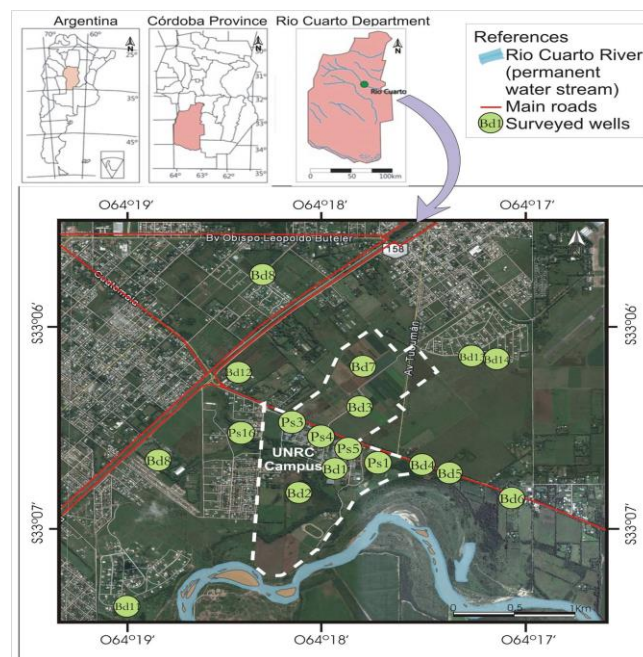 Argentina
Córdoba Province
Rio Cuarto Department
70° 60°
25°
35°
45°
N
30°
31°
32°
33°
34°
35°
64° 63° 62°
N
Rio Cuarto
0 50 100km
N
References
Rio Cuarto River
(permanent
water stream)
Main roads
Bd1 Surveyed wells
O64°19' O64°18' O64°17'
Bv Obispo Leopoldo Buteler
158
Guatemala
Av Tucumán
S33°06'
S33°06'
S33°07'
S33°07'
Bd8
Bd12
Bd7
Bd13
Bd14
Bd3
Ps3
Ps16
Ps4
Ps5
UNRC
Campus
Bd8
Bd1
Ps1
Bd4
Bd5
Bd2
Bd6
Bd11
0 0.5 1km
O64°19' O64°18' O64°17'